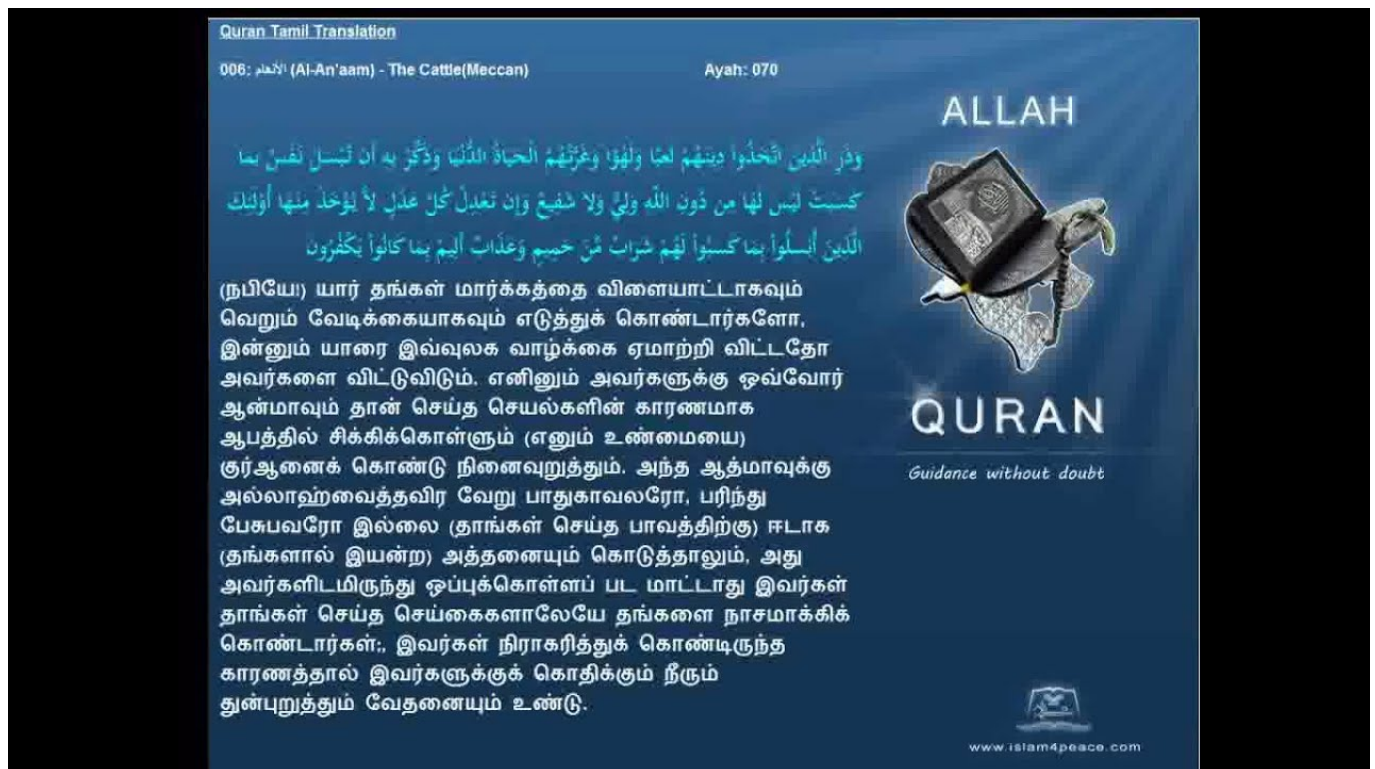 Quran Tamil Translation
006: الأنعام (Al-An'aam) - The Cattle(Meccan) Ayah: 070
وَذَرِ الَّذِينَ اتَّخَذُواْ دِينَهُمْ لَعِبًا وَلَهْوًا وَغَرَّتْهُمُ الْحَيَاةُ الدُّنْيَا وَذَكِّرْ بِهِ أَن تُبْسَلَ نَفْسٌ بِمَا
كَسَبَتْ لَيْسَ لَهَا مِن دُونِ اللّهِ وَلِيٌّ وَلاَ شَفِيعٌ وَإِن تَعْدِلْ كُلَّ عَدْلٍ لاَّ يُؤْخَذْ مِنْهَا أُوْلَئِكَ
الَّذِينَ أُبْسِلُواْ بِمَا كَسَبُواْ لَهُمْ شَرَابٌ مِّنْ حَمِيمٍ وَعَذَابٌ أَلِيمٌ بِمَا كَانُواْ يَكْفُرُونَ
(நபியே!) யார் தங்கள் மார்க்கத்தை விளையாட்டாகவும்
வெறும் வேடிக்கையாகவும் எடுத்துக் கொண்டார்களோ,
இன்னும் யாரை இவ்வுலக வாழ்க்கை ஏமாற்றி விட்டதோ
அவர்களை விட்டுவிடும். எனினும் அவர்களுக்கு ஒவ்வோர்
ஆன்மாவும் தான் செய்த செயல்களின் காரணமாக
ஆபத்தில் சிக்கிக்கொள்ளும் (எனும் உண்மையை)
குர்ஆனைக் கொண்டு நினைவுறுத்தும். அந்த ஆத்மாவுக்கு
அல்லாஹ்வைத்தவிர வேறு பாதுகாவலரோ, பரிந்து
பேசுபவரோ இல்லை (தாங்கள் செய்த பாவத்திற்கு) ஈடாக
(தங்களால் இயன்ற) அத்தனையும் கொடுத்தாலும், அது
அவர்களிடமிருந்து ஒப்புக்கொள்ளப் பட மாட்டாது இவர்கள்
தாங்கள் செய்த செய்கைகளாலேயே தங்களை நாசமாக்கிக்
கொண்டார்கள்;, இவர்கள் நிராகரித்துக் கொண்டிருந்த
காரணத்தால் இவர்களுக்குக் கொதிக்கும் நீரும்
துன்புறுத்தும் வேதனையும் உண்டு.
ALLAH
QURAN
Guidance without doubt
www.islam4peace.com